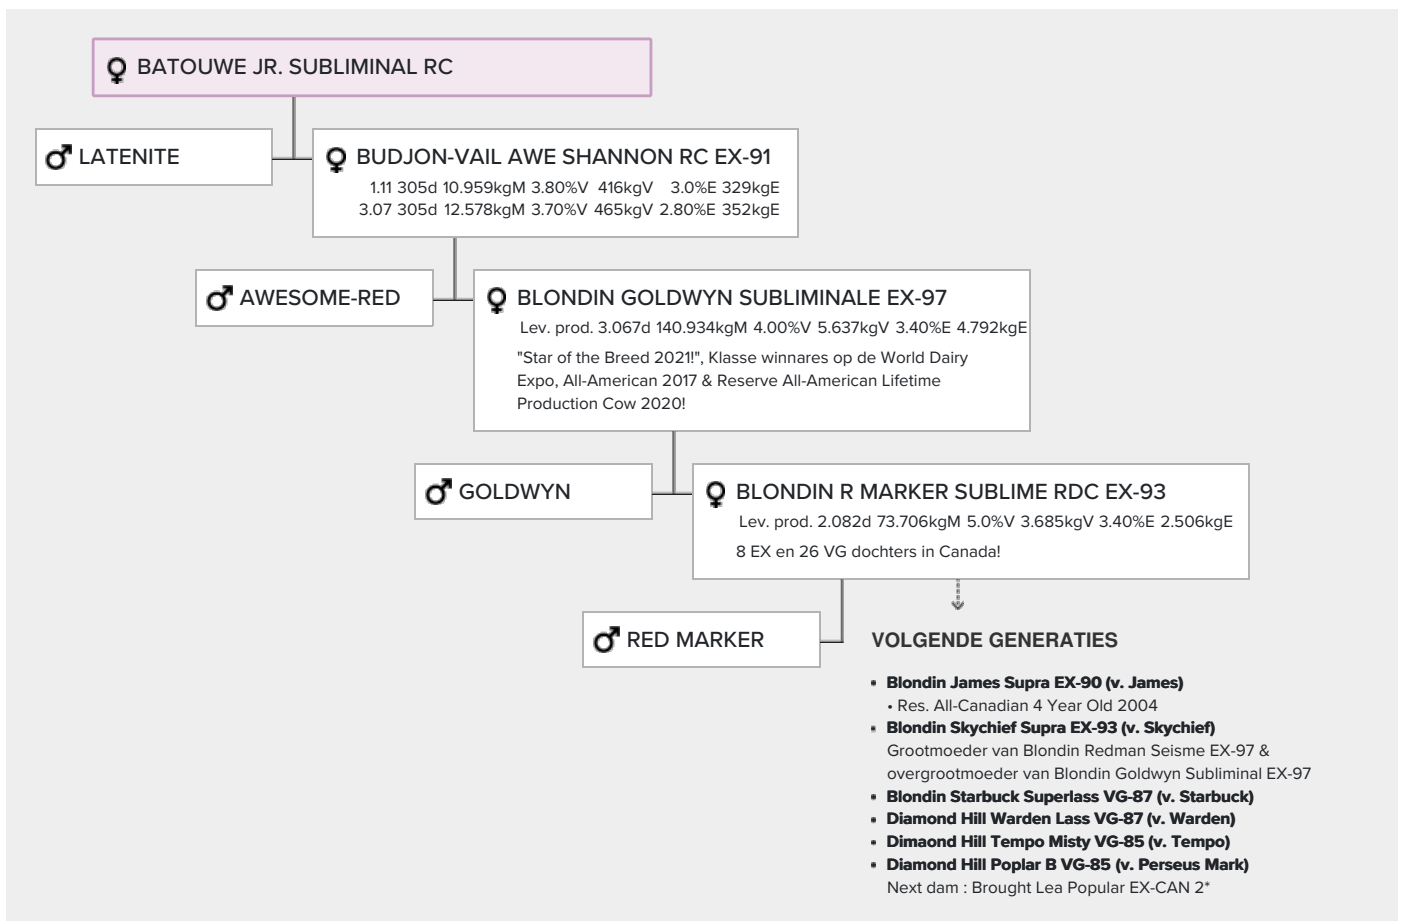 BATOUWE JR. SUBLIMINAL RC
LATENITE
BUDJON-VAIL AWE SHANNON RC EX-91
1.11 305d 10.959kgM 3.80%V 416kgV 3.0%E 329kgE
3.07 305d 12.578kgM 3.70%V 465kgV 2.80%E 352kgE
AWESOME-RED
BLONDIN GOLDWYN SUBLIMINALE EX-97
Lev. prod. 3.067d 140.934kgM 4.00%V 5.637kgV 3.40%E 4.792kgE
"Star of the Breed 2021!", Klasse winnares op de World Dairy
Expo, All-American 2017 & Reserve All-American Lifetime
Production Cow 2020!
GOLDWYN
BLONDIN R MARKER SUBLIME RDC EX-93
Lev. prod. 2.082d 73.706kgM 5.0%V 3.685kgV 3.40%E 2.506kgE
8 EX en 26 VG dochters in Canada!
RED MARKER
VOLGENDE GENERATIES
▪ Blondin James Supra EX-90 (v. James)
• Res. All-Canadian 4 Year Old 2004
▪ Blondin Skychief Supra EX-93 (v. Skychief)
Grootmoeder van Blondin Redman Seisme EX-97 &
overgrootmoeder van Blondin Goldwyn Subliminal EX-97
▪ Blondin Starbuck Superlass VG-87 (v. Starbuck)
▪ Diamond Hill Warden Lass VG-87 (v. Warden)
▪ Dimaond Hill Tempo Misty VG-85 (v. Tempo)
▪ Diamond Hill Poplar B VG-85 (v. Perseus Mark)
Next dam : Brought Lea Popular EX-CAN 2*